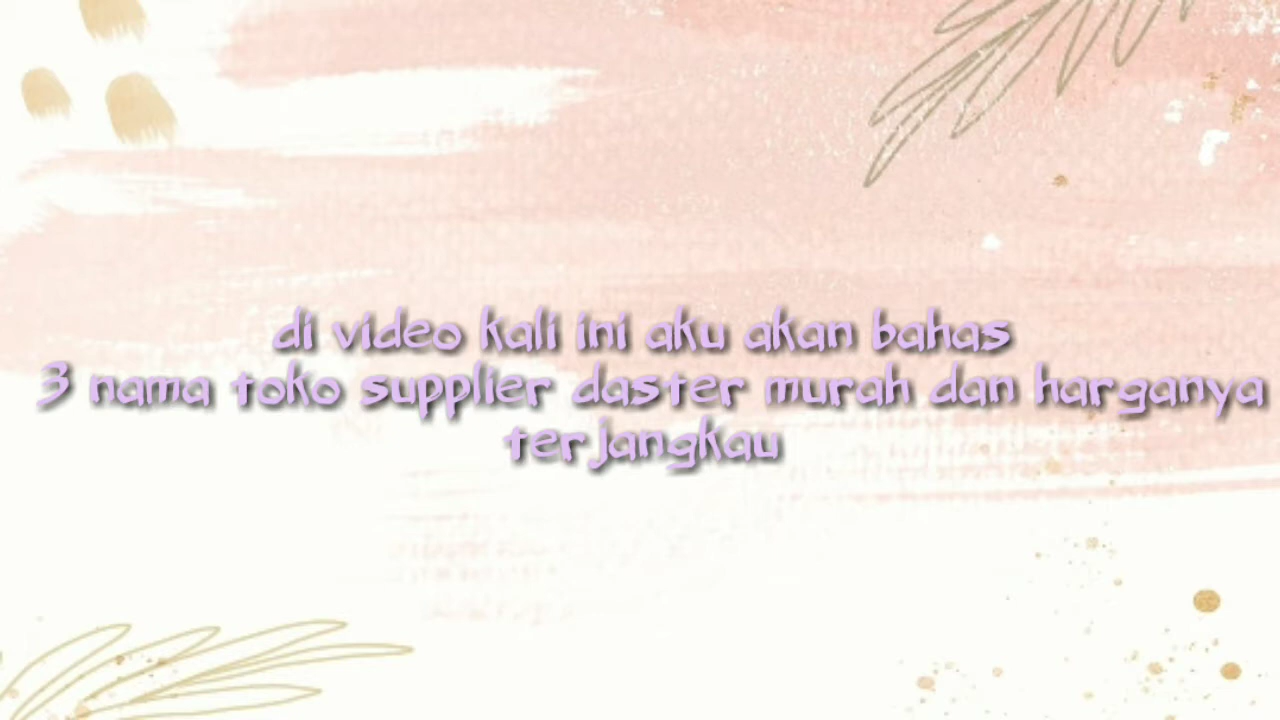 di video kali ini aku akan bahas
3 nama toko supplier daster murah dan harganya
terjangkau